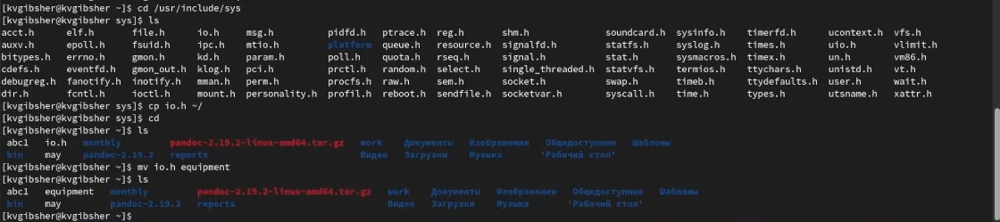 [kvgibsher@kvgibsher ~]$ cd /usr/include/sys
[kvgibsher@kvgibsher sys]$ ls
acct.h elf.h file.h io.h msg.h pidfd.h ptrace.h reg.h shm.h soundcard.h sysinfo.h timerfd.h ucontext.h vfs.h
auxv.h epoll.h fsuid.h ipc.h mtio.h platform queue.h resource.h signalfd.h statfs.h syslog.h times.h uio.h vlimit.h
bitypes.h errno.h gmon.h kd.h param.h poll.h quota.h rseq.h signal.h stat.h sysmacros.h timex.h un.h vm86.h
cdefs.h eventfd.h gmon_out.h klog.h pci.h prctl.h random.h select.h single_threaded.h statvfs.h termios.h ttychars.h unistd.h vt.h
debugreg.h fanotify.h inotify.h mman.h perm.h procfs.h raw.h sem.h socket.h swap.h timeb.h ttydefaults.h user.h wait.h
dir.h fcntl.h ioctl.h mount.h personality.h profil.h reboot.h sendfile.h socketvar.h syscall.h time.h types.h utsname.h xattr.h
[kvgibsher@kvgibsher sys]$ cp io.h ~/
[kvgibsher@kvgibsher sys]$ cd
[kvgibsher@kvgibsher ~]$ ls
abc1 io.h monthly pandoc-2.19.2-linux-amd64.tar.gz work Документы Изображения Общедоступные Шаблоны
bin may pandoc-2.19.2 reports Видео Загрузки Музыка 'Рабочий стол'
[kvgibsher@kvgibsher ~]$ mv io.h equipment
[kvgibsher@kvgibsher ~]$ ls
abc1 equipment monthly pandoc-2.19.2-linux-amd64.tar.gz work Документы Изображения Общедоступные Шаблоны
bin may pandoc-2.19.2 reports Видео Загрузки Музыка 'Рабочий стол'
[kvgibsher@kvgibsher ~]$